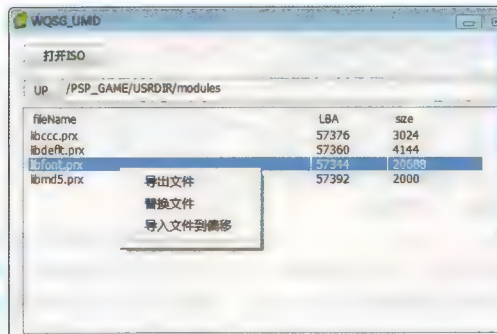 WQSG_UMD
打开ISO
UP /PSP_GAME/USRDIR/modules
fileName LBA size
libccc.prx 57376 3024
libdeflt.prx 57360 4144
libfont.prx 57344 20688
libmd5.prx 57392 2000
导出文件
替换文件
导入文件到偏移